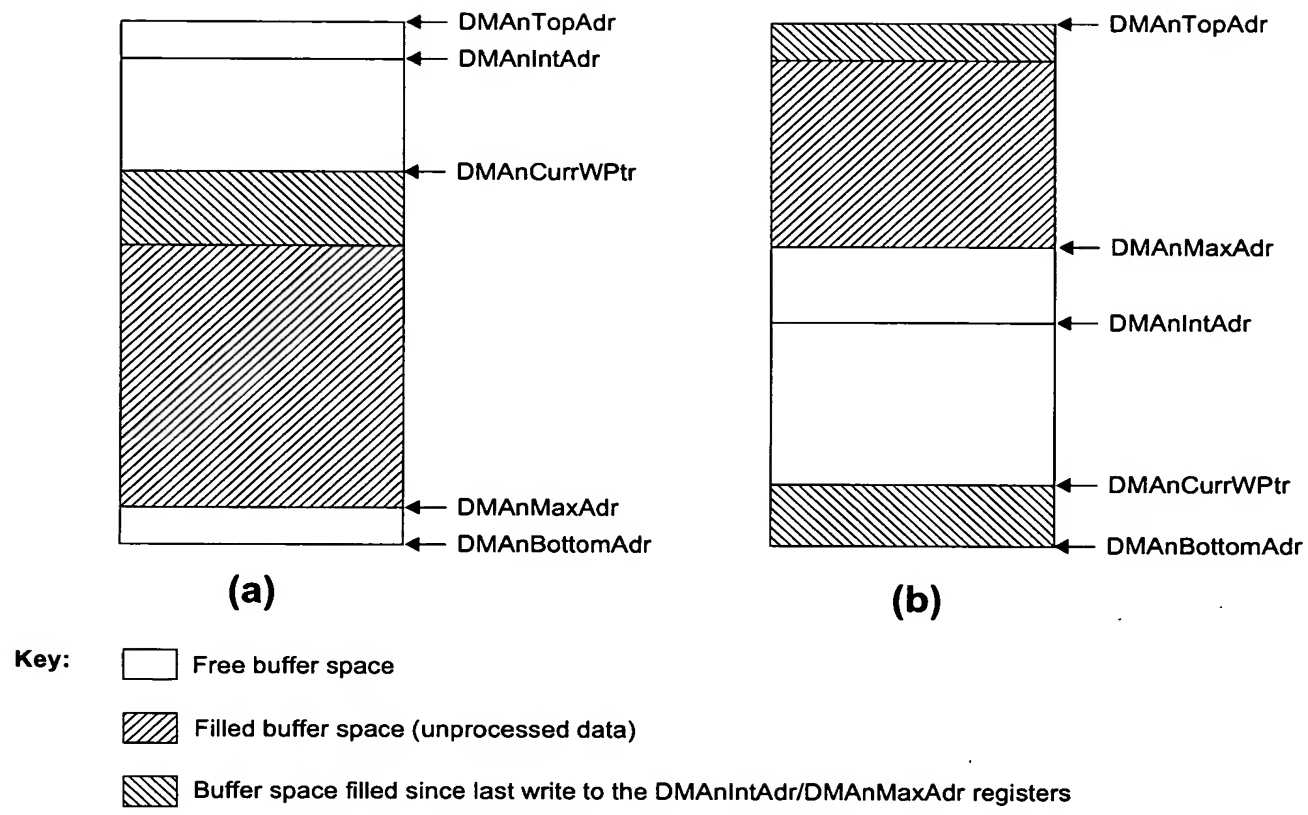 DMAnTopAdr
DMAnIntAdr
DMAnCurrWPtr
DMAnMaxAdr
DMAnBottomAdr
(a)
DMAnTopAdr
DMAnMaxAdr
DMAnIntAdr
DMAnCurrWPtr
DMAnBottomAdr
(b)
Key:
Free buffer space
Filled buffer space (unprocessed data)
Buffer space filled since last write to the DMAnIntAdr/DMAnMaxAdr registers